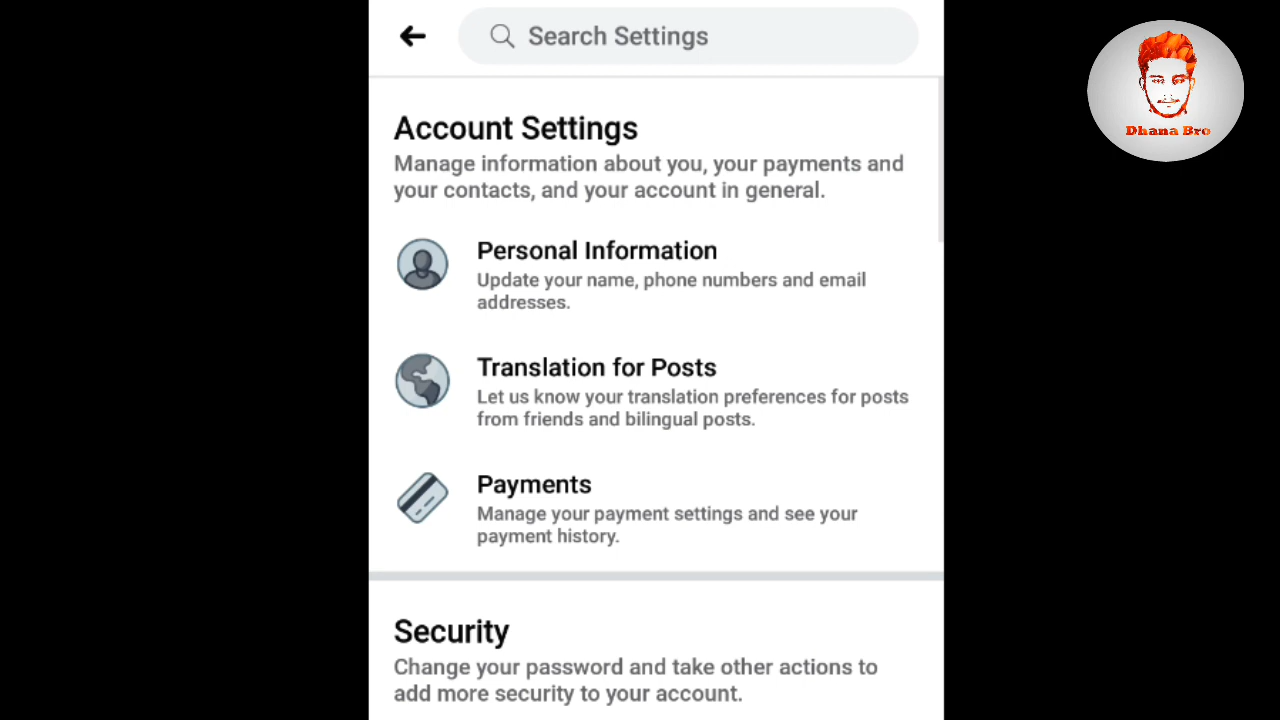 Search Settings
Dhana Bro
Account Settings
Manage information about you, your payments and
your contacts, and your account in general.
Personal Information
Update your name, phone numbers and email
addresses.
Translation for Posts
Let us know your translation preferences for posts
from friends and bilingual posts.
Payments
Manage your payment settings and see your
payment history.
Security
Change your password and take other actions to
add more security to your account.